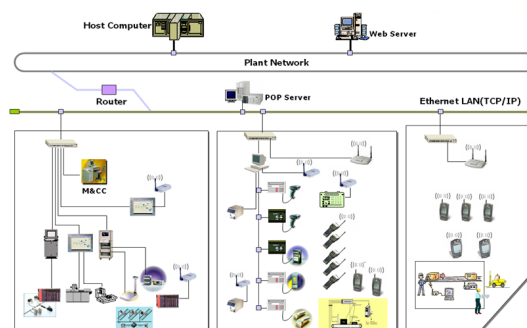 Host Computer
Web Server
Plant Network
Router
POP Server
Ethernet LAN(TCP/IP)
M&CC